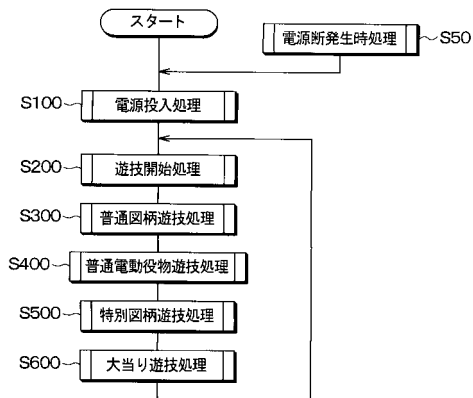 スタート
電源断発生時処理 S50
S100 電源投入処理
S200 遊技開始処理
S300 普通図柄遊技処理
S400 普通電動役物遊技処理
S500 特別図柄遊技処理
S600 大当り遊技処理